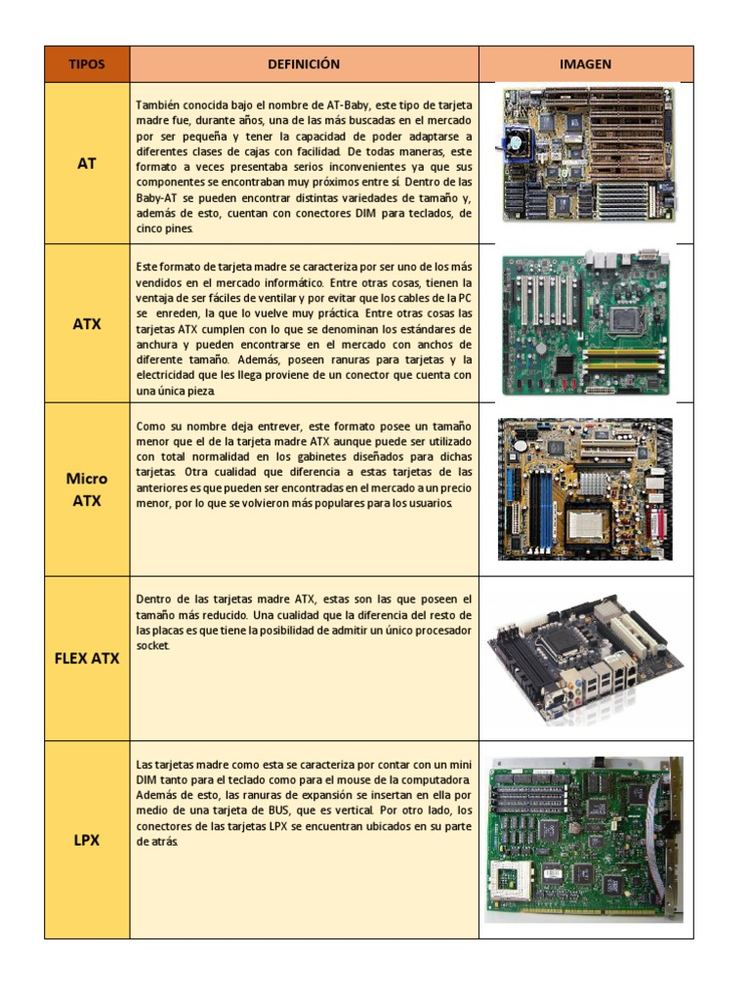 TIPOS
DEFINICIÓN
IMAGEN
AT
También conocida bajo el nombre de AT-Baby, este tipo de tarjeta
madre fue, durante años, una de las más buscadas en el mercado
por ser pequeña y tener la capacidad de poder adaptarse a
diferentes clases de cajas con facilidad. De todas maneras, este
formato a veces presentaba serios inconvenientes ya que sus
componentes se encontraban muy próximos entre sí. Dentro de las
Baby-AT se pueden encontrar distintas variedades de tamaño y,
además de esto, cuentan con conectores DIM para teclados, de
cinco pines.
ATX
Este formato de tarjeta madre se caracteriza por ser uno de los más
vendidos en el mercado informático. Entre otras cosas, tienen la
ventaja de ser fáciles de ventilar y por evitar que los cables de la PC
se enreden, la que lo vuelve muy práctica. Entre otras cosas las
tarjetas ATX cumplen con lo que se denominan los estándares de
anchura y pueden encontrarse en el mercado con anchos de
diferente tamaño. Además, poseen ranuras para tarjetas y la
electricidad que les llega proviene de un conector que cuenta con
una única pieza.
Micro
ATX
Como su nombre deja entrever, este formato posee un tamaño
menor que el de la tarjeta madre ATX aunque puede ser utilizado
con total normalidad en los gabinetes diseñados para dichas
tarjetas. Otra cualidad que diferencia a estas tarjetas de las
anteriores es que pueden ser encontradas en el mercado a un precio
menor, por lo que se volvieron más populares para los usuarios.
FLEX ATX
Dentro de las tarjetas madre ATX, estas son las que poseen el
tamaño más reducido. Una cualidad que la diferencia del resto de
las placas es que tiene la posibilidad de admitir un único procesador
socket.
LPX
Las tarjetas madre como esta se caracteriza por contar con un mini
DIM tanto para el teclado como para el mouse de la computadora.
Además de esto, las ranuras de expansión se insertan en ella por
medio de una tarjeta de BUS, que es vertical. Por otro lado, los
conectores de las tarjetas LPX se encuentran ubicados en su parte
de atrás.